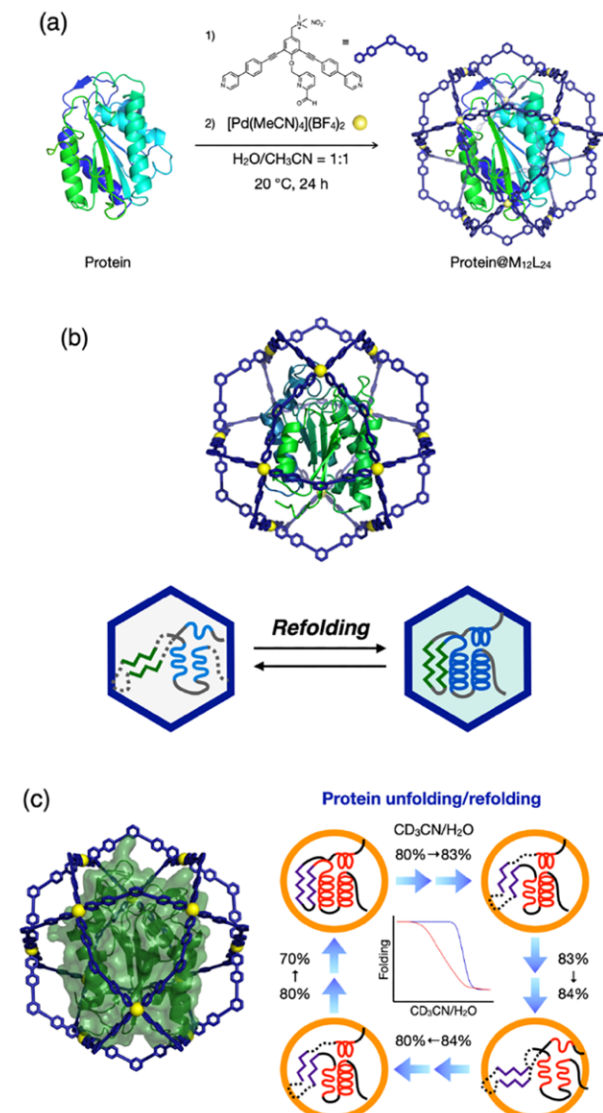 (a)
1)
N⁺
NO₃⁻
≡
N
O
N
N
O
H
2) [Pd(MeCN)₄](BF₄)₂
H₂O/CH₃CN = 1:1
20 °C, 24 h
Protein
Protein@M₁₂L₂₄
(b)
Refolding
(c)
Protein unfolding/refolding
CD₃CN/H₂O
80%→83%
70%
↑
80%
Folding
CD₃CN/H₂O
83%
↓
84%
80%←84%